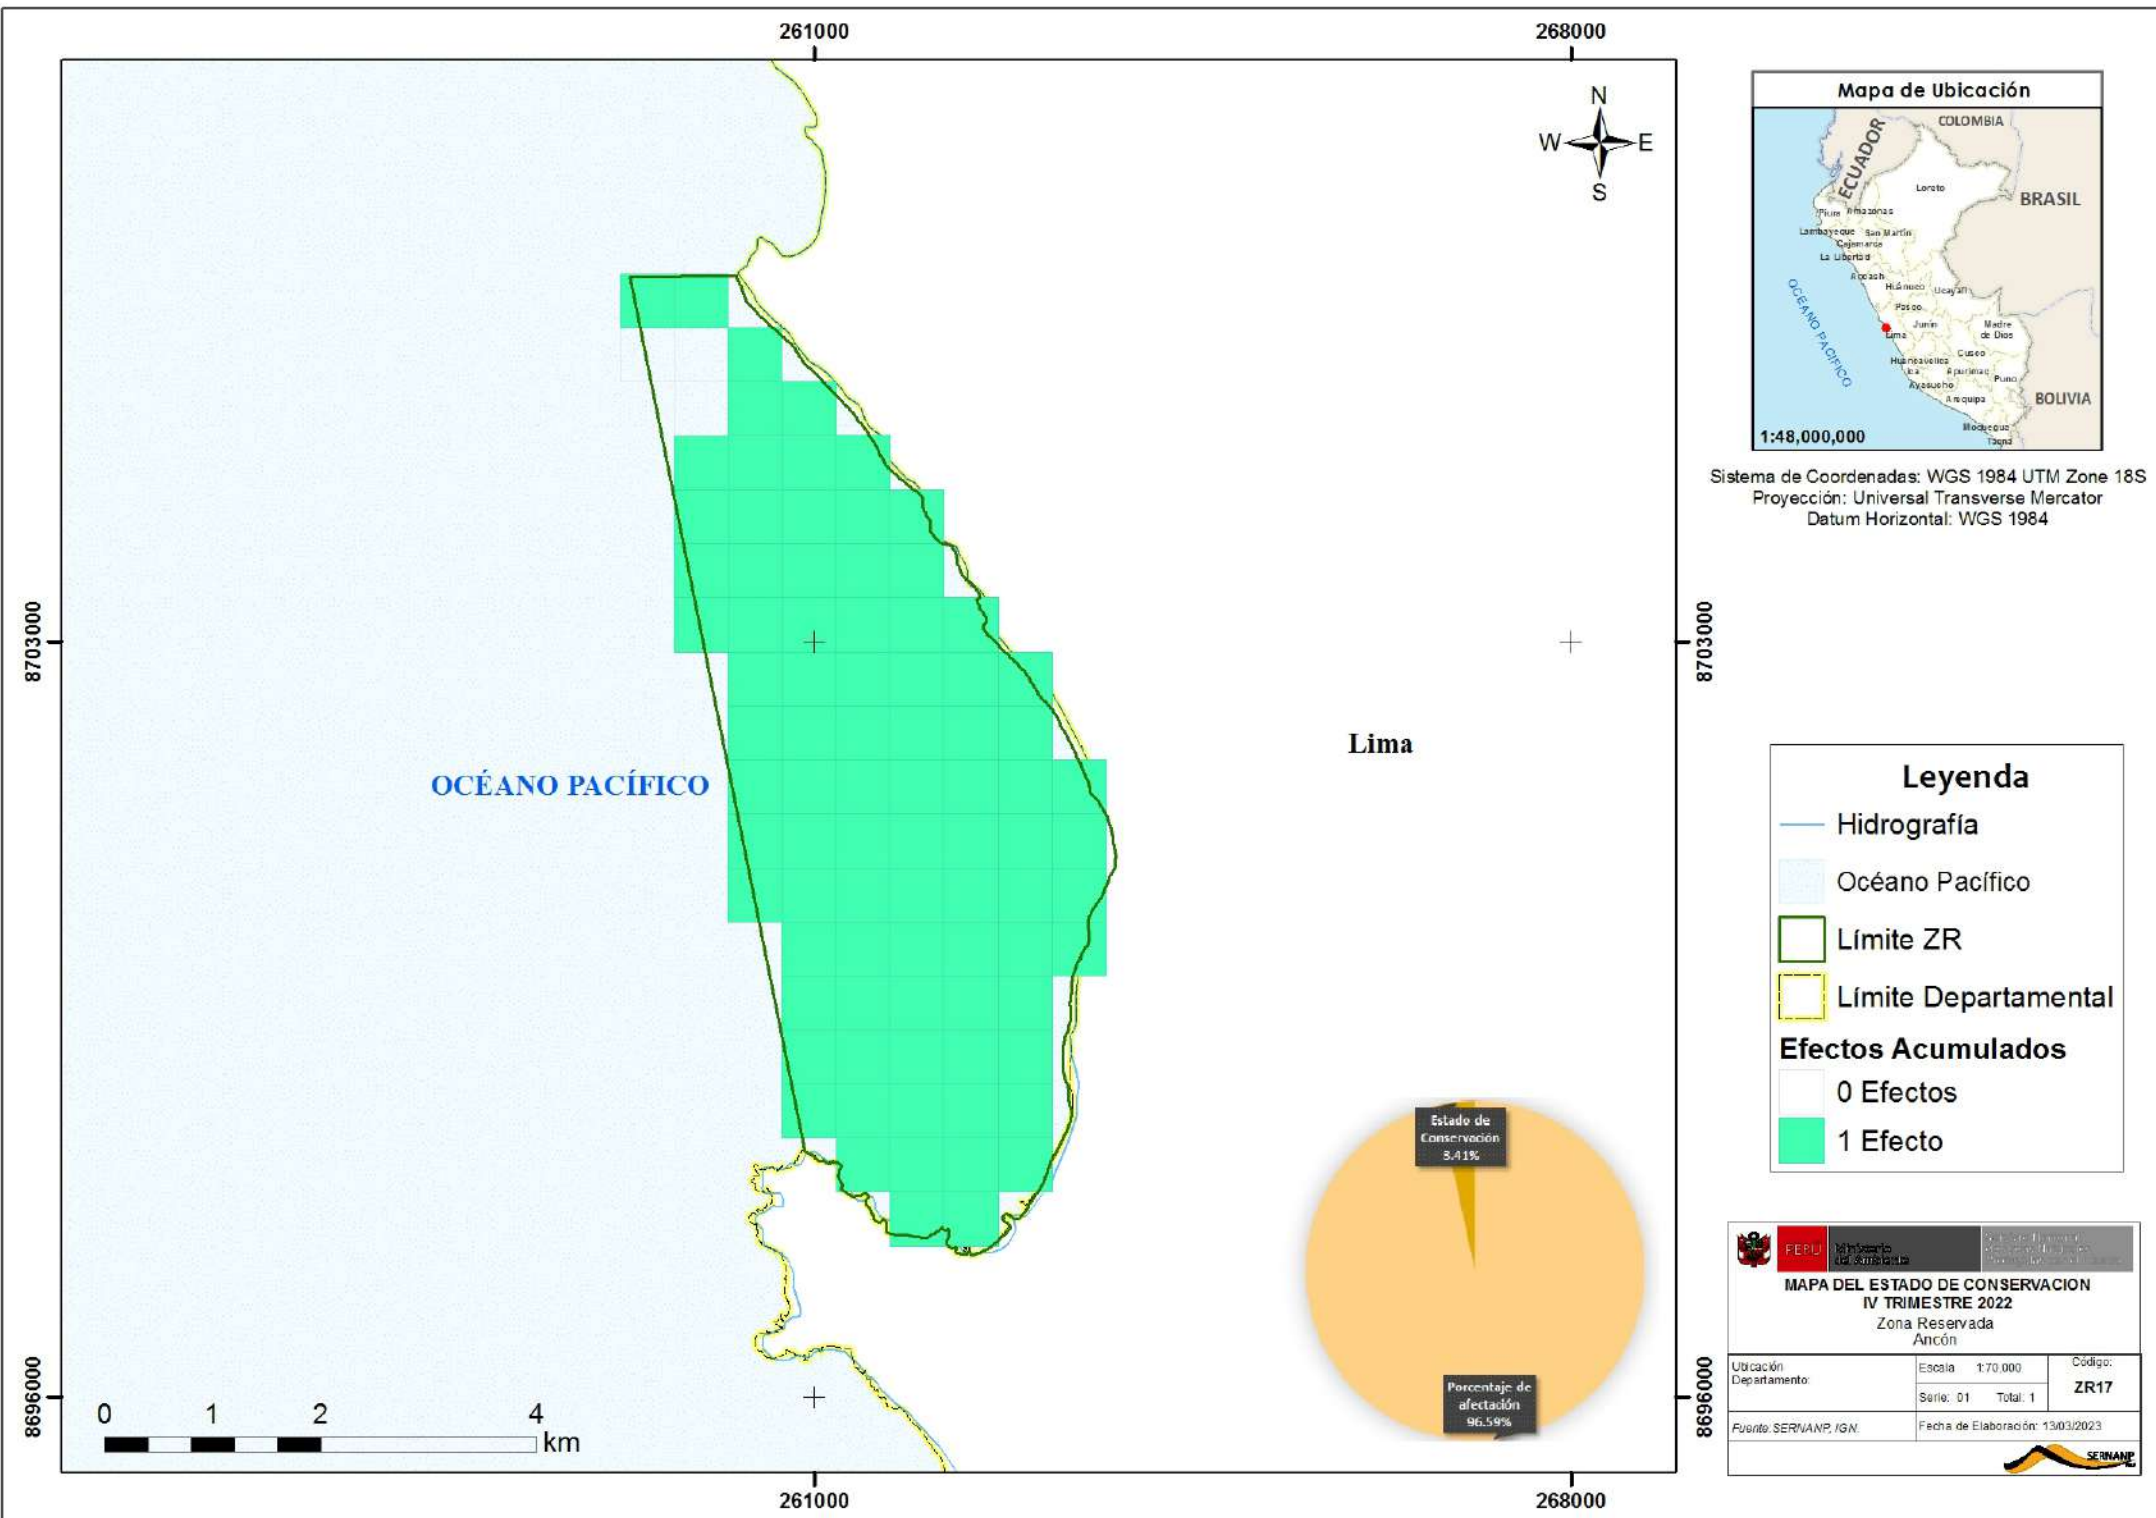 261000
268000
N
W E
S
8703000
8703000
OCÉANO PACÍFICO
Lima
8696000
8696000
0 1 2 4
km
261000
268000
Estado de
Conservación
3.41%
Porcentaje de
afectación
96.59%
Mapa de Ubicación
COLOMBIA
ECUADOR
BRASIL
BOLIVIA
OCEANO PACIFICO
Loreto
Piura
Amazonas
Lambayeque
San Martín
Cajamarca
La Libertad
Ancash
Huánuco
Ucayali
Pasco
Junín
Madre
de Dios
Lima
Cusco
Huancavelica
Ica
Apurimac
Puno
Ayacucho
Arequipa
Moquegua
Tacna
1:48,000,000
Sistema de Coordenadas: WGS 1984 UTM Zone 18S
Proyección: Universal Transverse Mercator
Datum Horizontal: WGS 1984
Leyenda
Hidrografía
Océano Pacífico
Límite ZR
Límite Departamental
Efectos Acumulados
0 Efectos
1 Efecto
PERÚ
Ministerio
del Ambiente
MAPA DEL ESTADO DE CONSERVACION
IV TRIMESTRE 2022
Zona Reservada
Ancón
Ubicación
Departamento:
Escala 1:70,000
Código:
ZR17
Serie: 01 Total: 1
Fuente: SERNANP, IGN.
Fecha de Elaboración: 13/03/2023
SERNANP